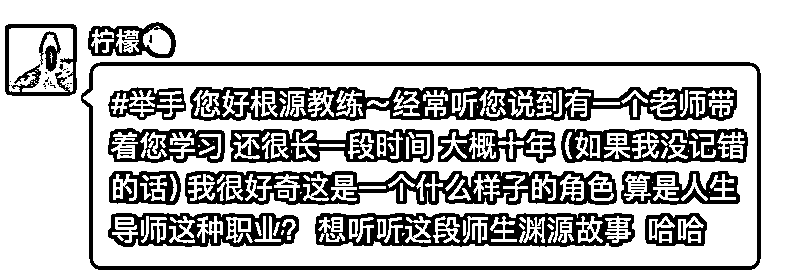 柠檬
#举手 您好根源教练～经常听您说到有一个老师带
着您学习 还很长一段时间 大概十年（如果我没记错
的话）我很好奇这是一个什么样子的角色 算是人生
导师这种职业？ 想听听这段师生渊源故事 哈哈